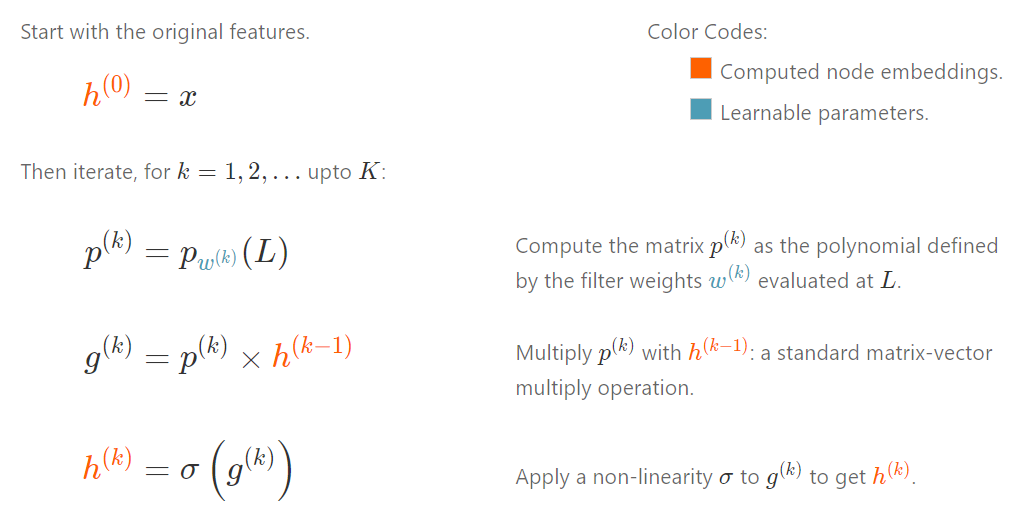 Start with the original features.
Color Codes:
h^{(0)} = x
Computed node embeddings.
Learnable parameters.
Then iterate, for k = 1, 2, … upto K:
p^{(k)} = p_{w^{(k)}}(L)
Compute the matrix p^{(k)} as the polynomial defined
by the filter weights w^{(k)} evaluated at L.
g^{(k)} = p^{(k)} × h^{(k−1)}
Multiply p^{(k)} with h^{(k−1)}: a standard matrix-vector
multiply operation.
h^{(k)} = σ(g^{(k)})
Apply a non-linearity σ to g^{(k)} to get h^{(k)}.